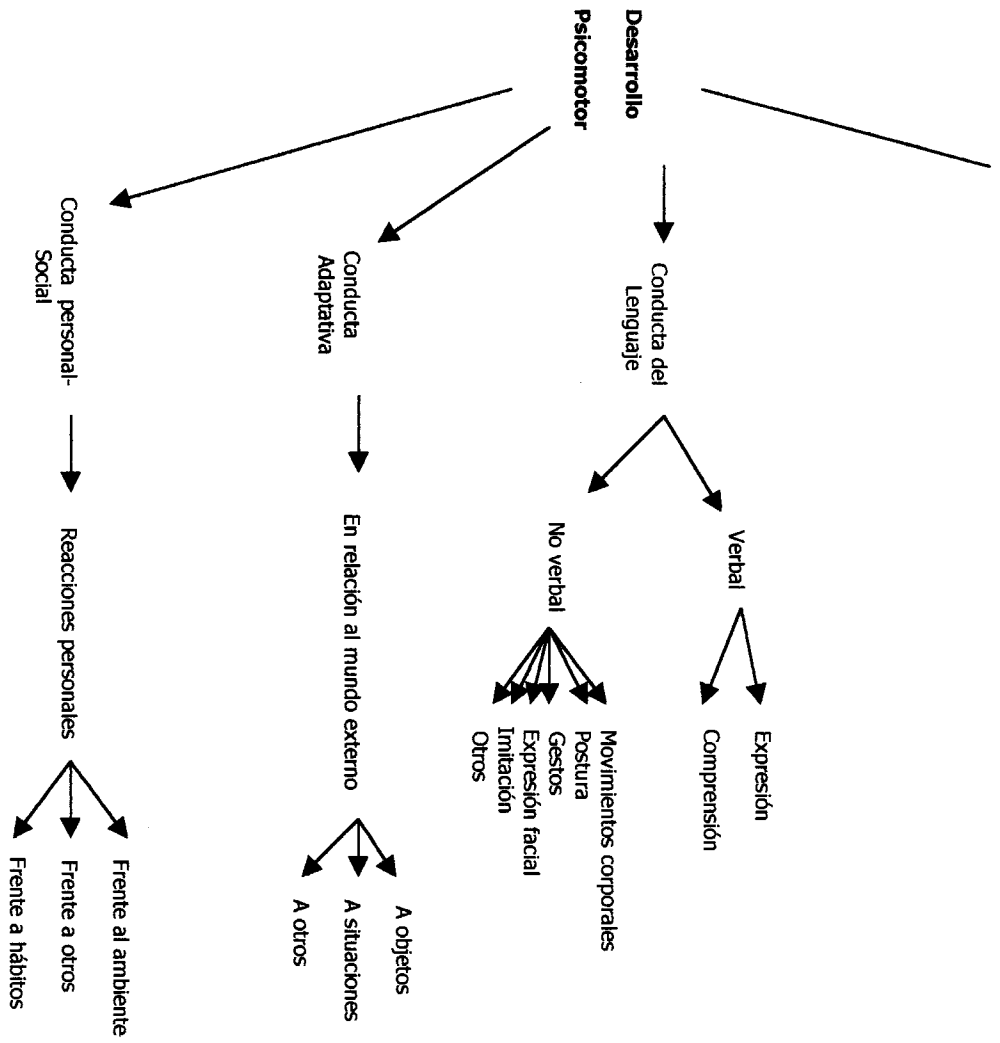 Desarrollo
Psicomotor
Conducta del
Lenguaje
Verbal
Expresión
Comprensión
No verbal
Movimientos corporales
Postura
Gestos
Expresión facial
Imitación
Otros
Conducta
Adaptativa
En relación al mundo externo
A objetos
A situaciones
A otros
Conducta personal-
Social
Reacciones personales
Frente al ambiente
Frente a otros
Frente a hábitos